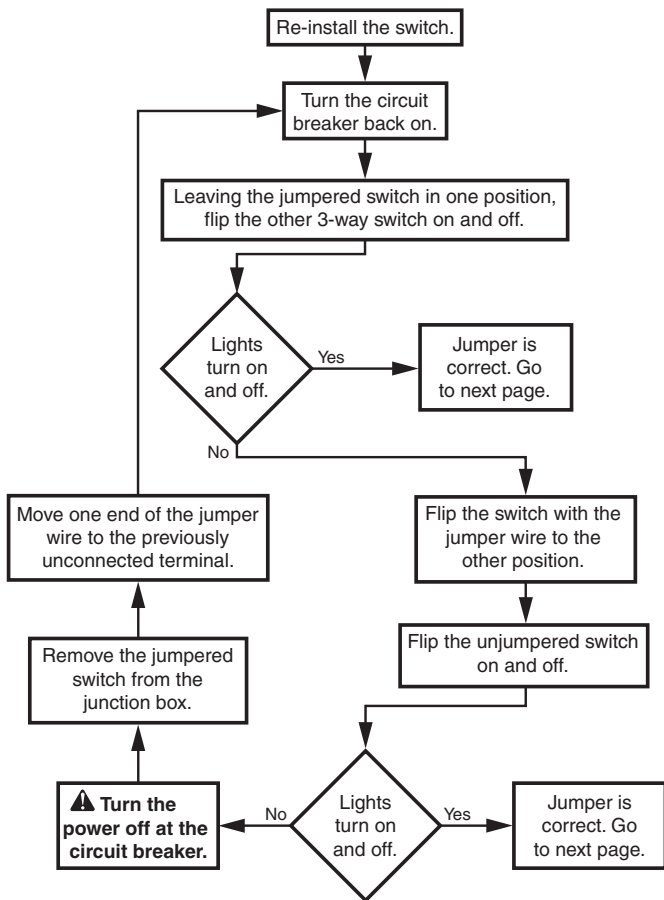 Re-install the switch.
Turn the circuit
breaker back on.
Leaving the jumpered switch in one position,
flip the other 3-way switch on and off.
Lights
turn on
and off.
Yes
Jumper is
correct. Go
to next page.
No
Flip the switch with the
jumper wire to the
other position.
Flip the unjumpered switch
on and off.
Lights
turn on
and off.
Yes
Jumper is
correct. Go
to next page.
No
Turn the
power off at the
circuit breaker.
Remove the jumpered
switch from the
junction box.
Move one end of the jumper
wire to the previously
unconnected terminal.